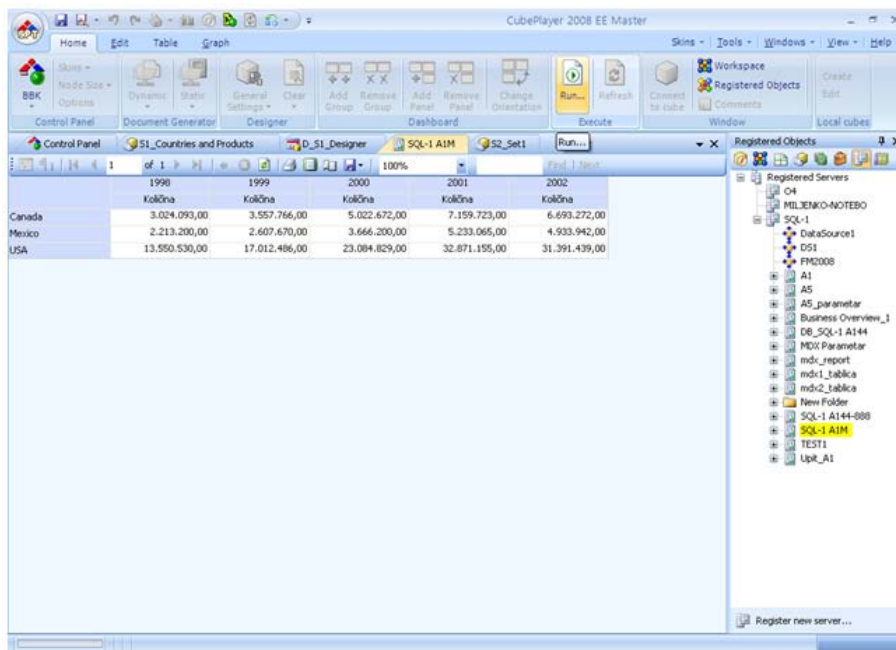 CubePlayer 2008 EE Master
Home Edit Table Graph
Skins Tools Windows View Help
BBK
Skins
Node Size
Options
Control Panel
Dynamic Static
Document Generator
General Settings Clear
Designer
Add Group Remove Group Add Panel Remove Panel Change Orientation
Dashboard
Run... Refresh
Execute
Connect to cube
Workspace
Registered Objects
Comments
Window
Create
Edit
Local cubes
Control Panel S1_Countries and Products D_S1_Designer SQL-1 A1M S2_Set1
Run...
1 of 1 100% Find Next
1998 1999 2000 2001 2002
Količina Količina Količina Količina Količina
Canada 3.024.093,00 3.557.766,00 5.022.672,00 7.159.723,00 6.693.272,00
Mexico 2.213.200,00 2.607.670,00 3.666.200,00 5.233.065,00 4.933.942,00
USA 13.550.530,00 17.012.486,00 23.084.829,00 32.871.155,00 31.391.439,00
Registered Objects
Registered Servers
O4
MILJENKO-NOTEBO
SQL-1
DataSource1
DS1
FM2008
A1
A5
A5_parametar
Business Overview_1
DB_SQL-1 A144
MDX Parametar
mdx_report
mdx1_tablica
mdx2_tablica
New Folder
SQL-1 A144-888
SQL-1 A1M
TEST1
Upit_A1
Register new server...